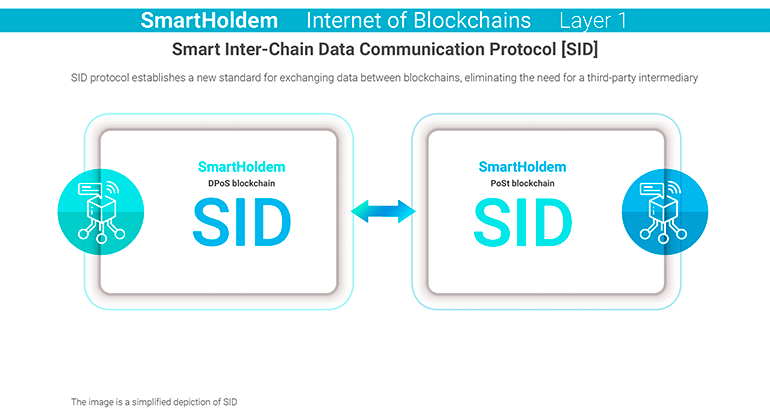 SmartHoldem Internet of Blockchains Layer 1
Smart Inter-Chain Data Communication Protocol [SID]
SID protocol establishes a new standard for exchanging data between blockchains, eliminating the need for a third-party intermediary
SmartHoldem
DPoS blockchain
SID
SmartHoldem
PoSt blockchain
SID
The image is a simplified depiction of SID